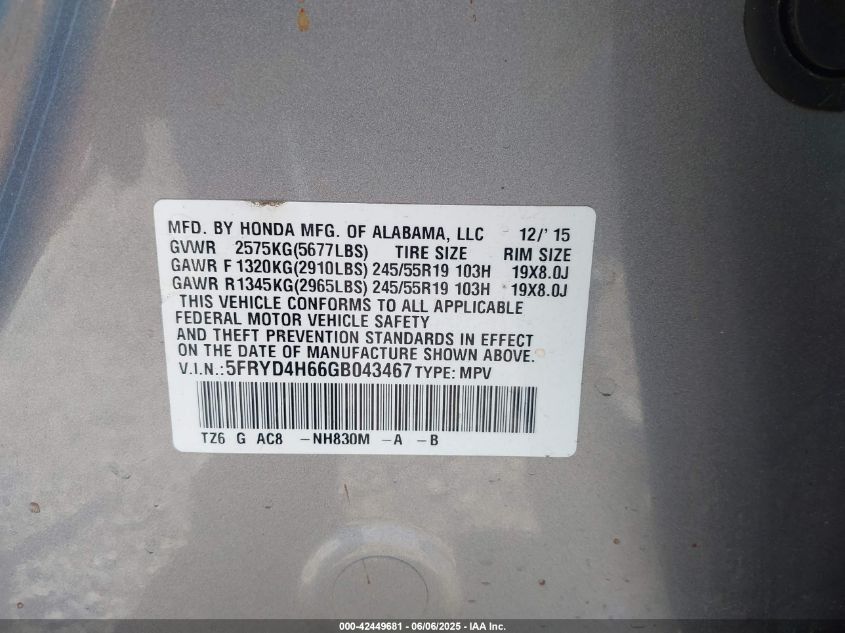 MFD. BY HONDA MFG. OF ALABAMA, LLC 12/' 15
GVWR 2575KG(5677LBS) TIRE SIZE RIM SIZE
GAWR F 1320KG(2910LBS) 245/55R19 103H 19X8.0J
GAWR R 1345KG(2965LBS) 245/55R19 103H 19X8.0J
THIS VEHICLE CONFORMS TO ALL APPLICABLE
FEDERAL MOTOR VEHICLE SAFETY
AND THEFT PREVENTION STANDARDS IN EFFECT
ON THE DATE OF MANUFACTURE SHOWN ABOVE.
V.I.N.:5FRYD4H66GB043467 TYPE: MPV
TZ6 G AC8 -NH830M -A -B
000-42449681 - 06/06/2025 - IAA Inc.